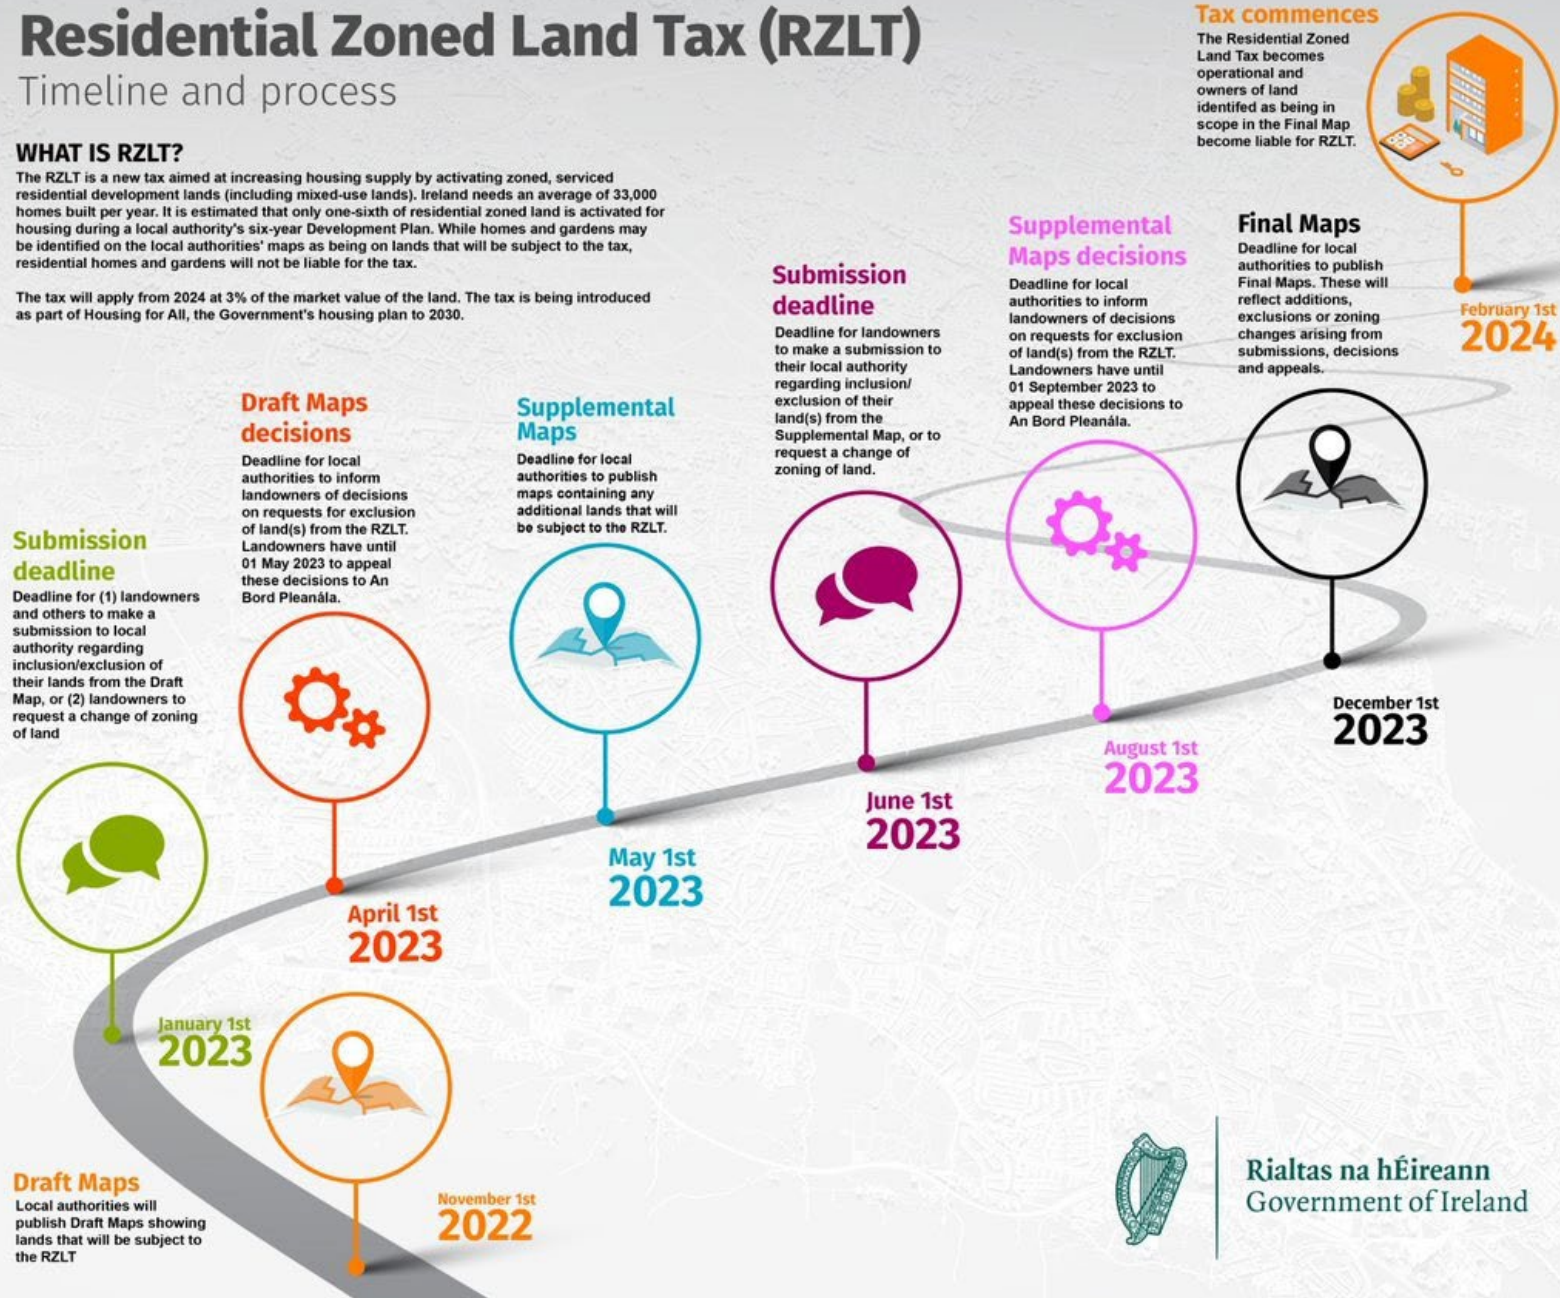 Residential Zoned Land Tax (RZLT)
Timeline and process
WHAT IS RZLT?
The RZLT is a new tax aimed at increasing housing supply by activating zoned, serviced
residential development lands (including mixed-use lands). Ireland needs an average of 33,000
homes built per year. It is estimated that only one-sixth of residential zoned land is activated for
housing during a local authority's six-year Development Plan. While homes and gardens may
be identified on the local authorities' maps as being on lands that will be subject to the tax,
residential homes and gardens will not be liable for the tax.
The tax will apply from 2024 at 3% of the market value of the land. The tax is being introduced
as part of Housing for All, the Government's housing plan to 2030.
Draft Maps
Local authorities will
publish Draft Maps showing
lands that will be subject to
the RZLT
November 1st
2022
Submission
deadline
Deadline for (1) landowners
and others to make a
submission to local
authority regarding
inclusion/exclusion of
their lands from the Draft
Map, or (2) landowners to
request a change of zoning
of land
January 1st
2023
Draft Maps
decisions
Deadline for local
authorities to inform
landowners of decisions
on requests for exclusion
of land(s) from the RZLT.
Landowners have until
01 May 2023 to appeal
these decisions to An
Bord Pleanála.
April 1st
2023
Supplemental
Maps
Deadline for local
authorities to publish
maps containing any
additional lands that will
be subject to the RZLT.
May 1st
2023
Submission
deadline
Deadline for landowners
to make a submission to
their local authority
regarding inclusion/
exclusion of their
land(s) from the
Supplemental Map, or to
request a change of
zoning of land.
June 1st
2023
Supplemental
Maps decisions
Deadline for local
authorities to inform
landowners of decisions
on requests for exclusion
of land(s) from the RZLT.
Landowners have until
01 September 2023 to
appeal these decisions to
An Bord Pleanála.
August 1st
2023
Final Maps
Deadline for local
authorities to publish
Final Maps. These will
reflect additions,
exclusions or zoning
changes arising from
submissions, decisions
and appeals.
December 1st
2023
Tax commences
The Residential Zoned
Land Tax becomes
operational and
owners of land
identifed as being in
scope in the Final Map
become liable for RZLT.
February 1st
2024
Rialtas na hÉireann
Government of Ireland